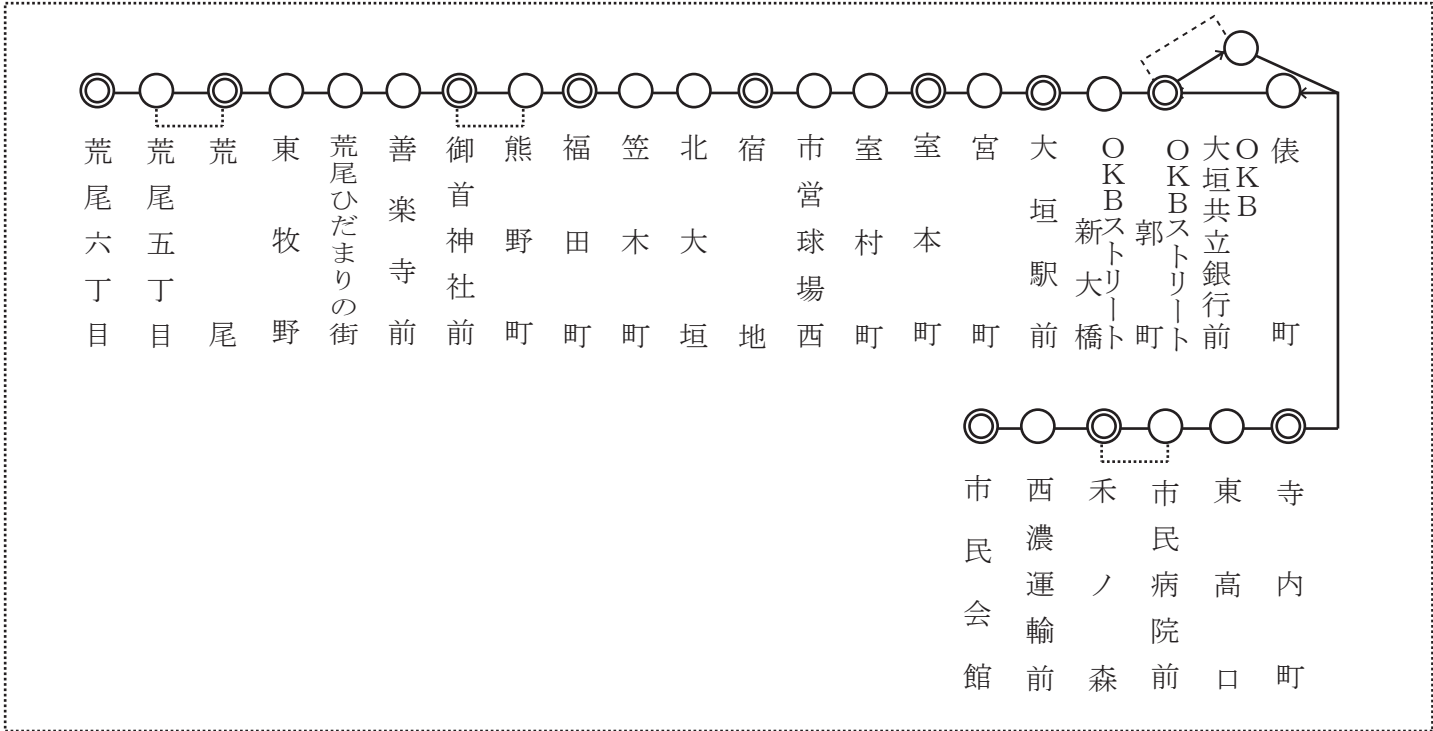 荒尾六丁目
荒尾五丁目
荒尾
東牧野
荒尾ひだまりの街
善楽寺前
御首神社前
熊野町
福田町
笠木町
北大垣
宿地
市営球場西
室村町
室本町
宮町
大垣駅前
OKBストリート
新大橋
OKBストリート
郭町
OKB
大垣共立銀行前
俵町
市民会館
西濃運輸前
禾ノ森
市民病院前
東高口
寺内町